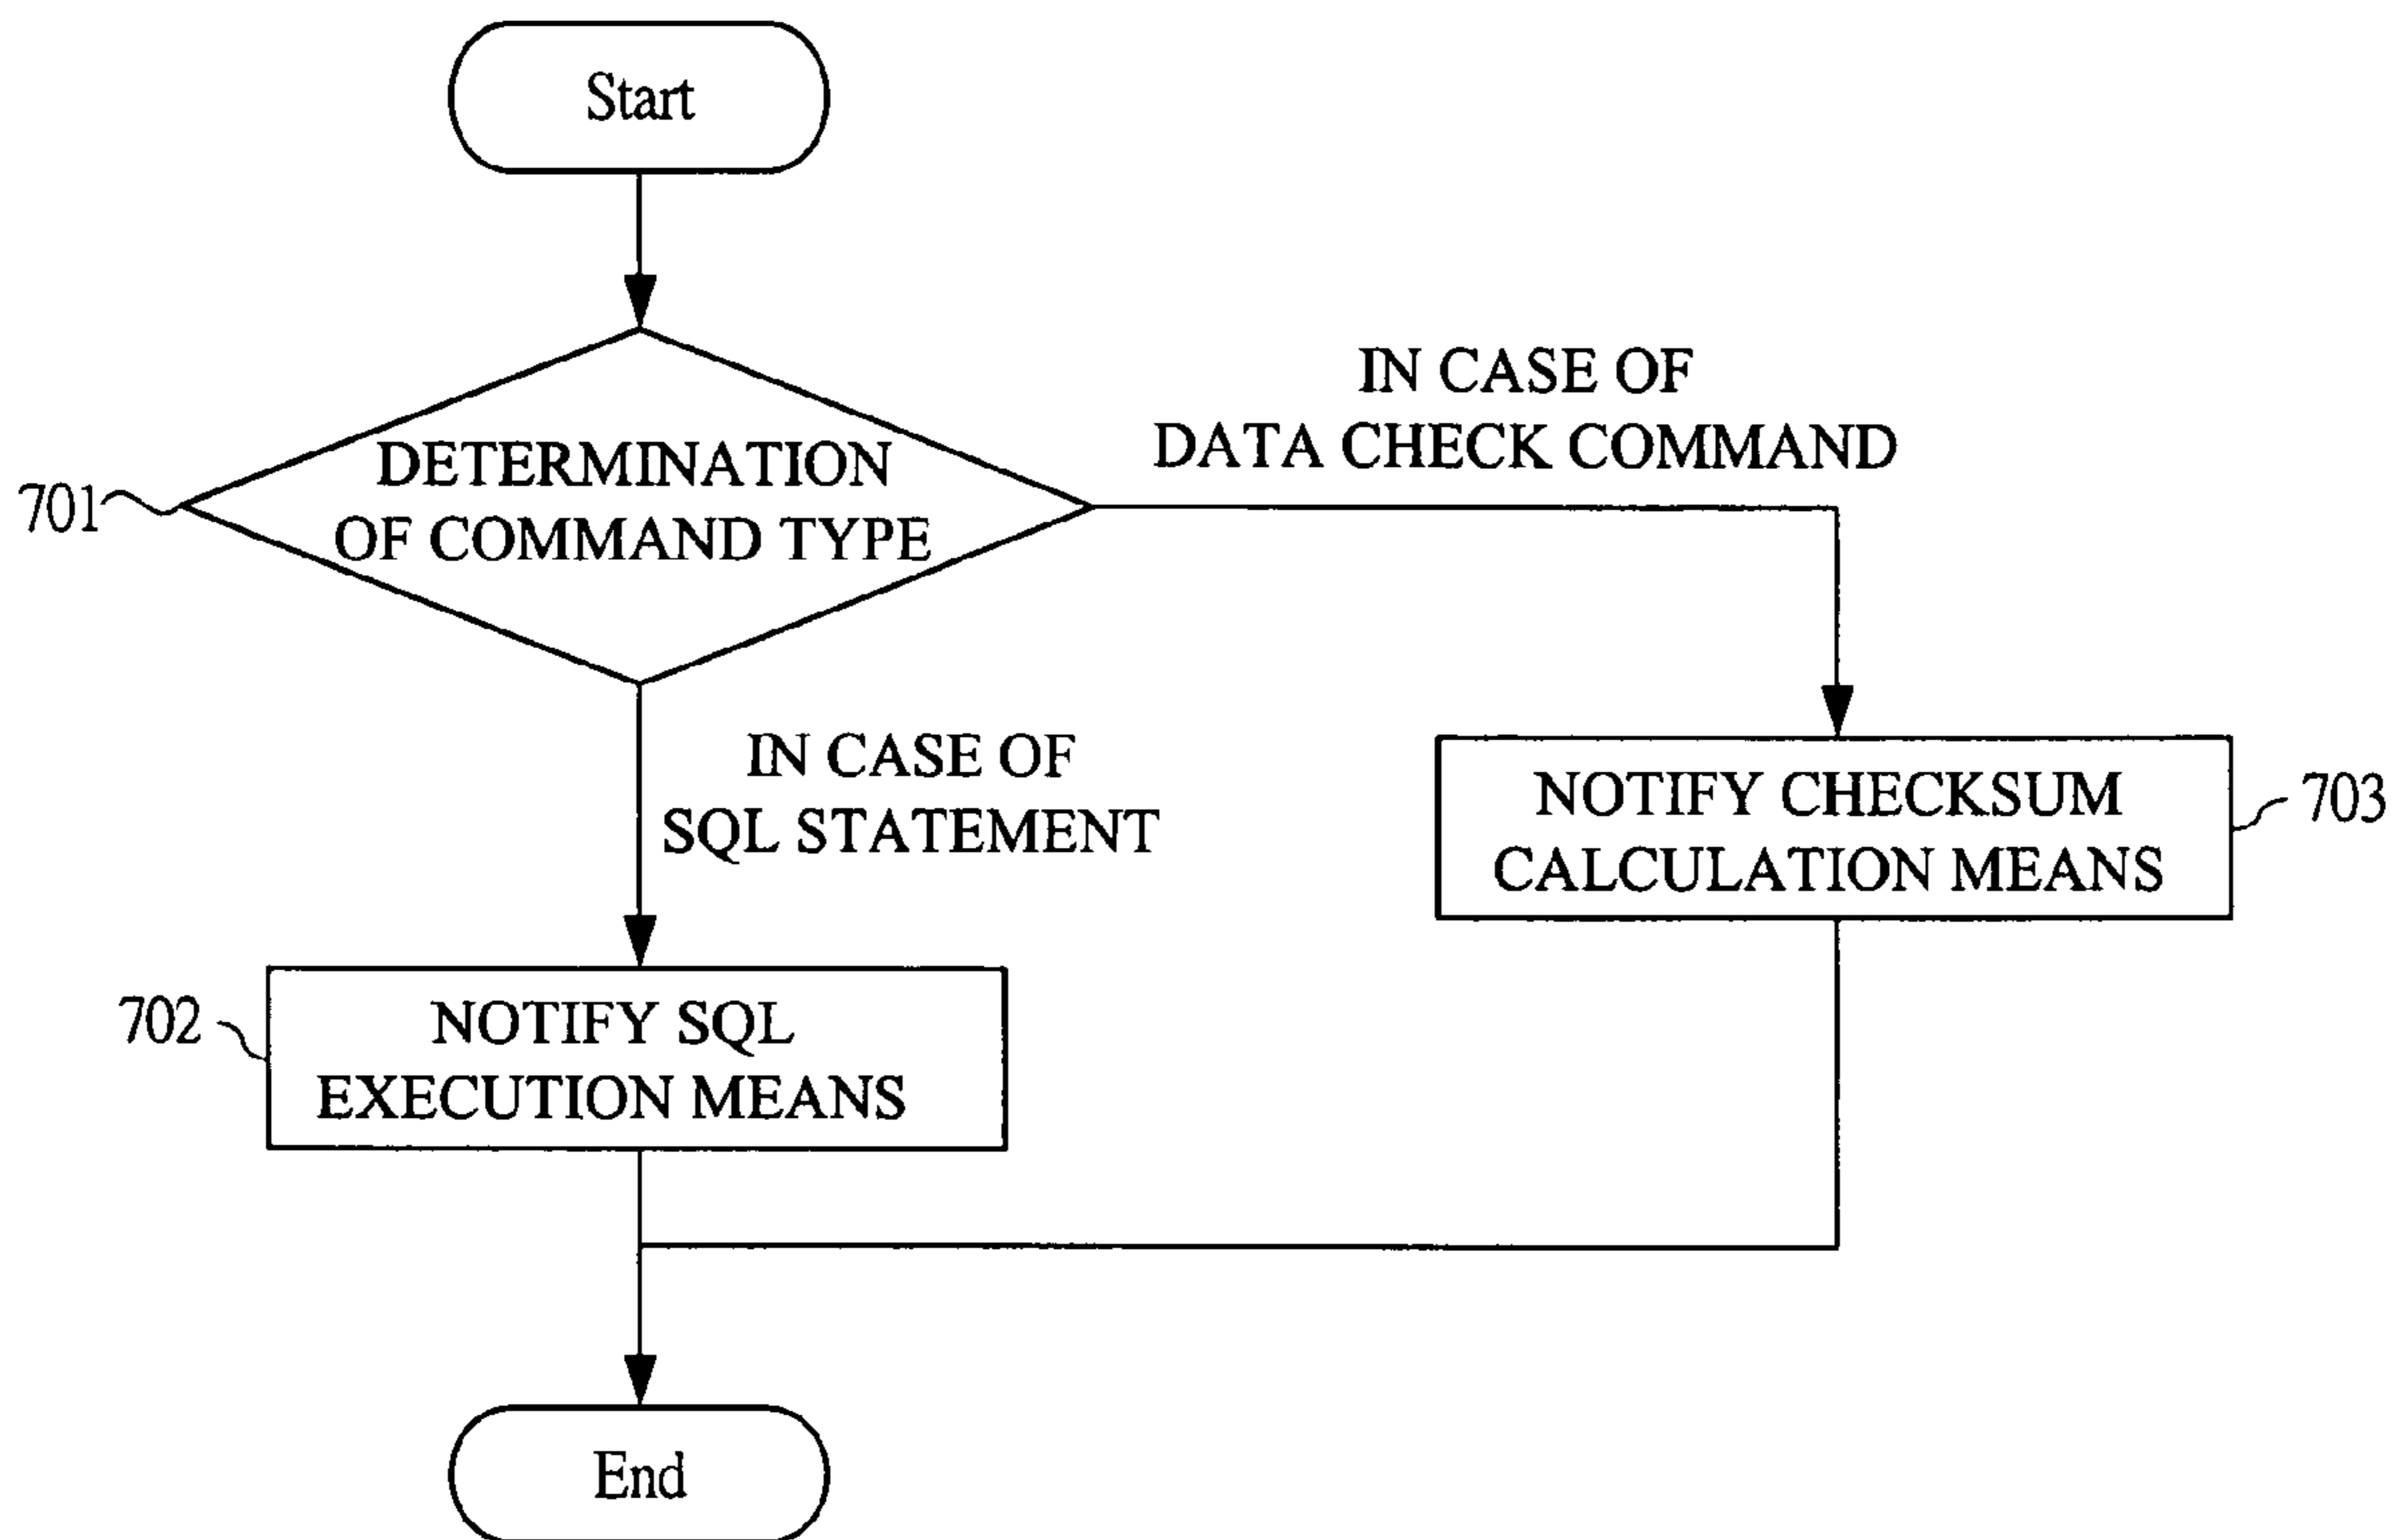 Start
IN CASE OF
DATA CHECK COMMAND
DETERMINATION
OF COMMAND TYPE
701
IN CASE OF
SQL STATEMENT
NOTIFY CHECKSUM
CALCULATION MEANS
703
702
NOTIFY SQL
EXECUTION MEANS
End